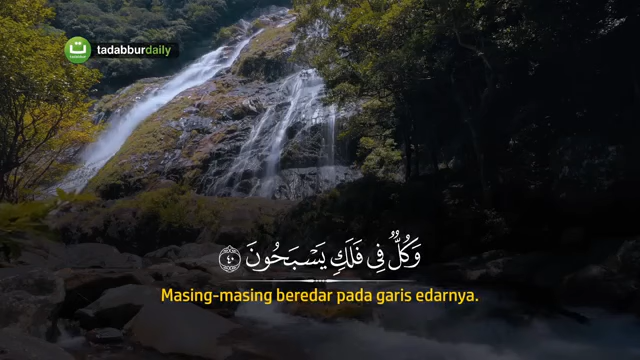 tadabburdaily
وَكُلٌّ فِي فَلَكٍ يَسْبَحُونَ ٤٠
Masing-masing beredar pada garis edarnya.